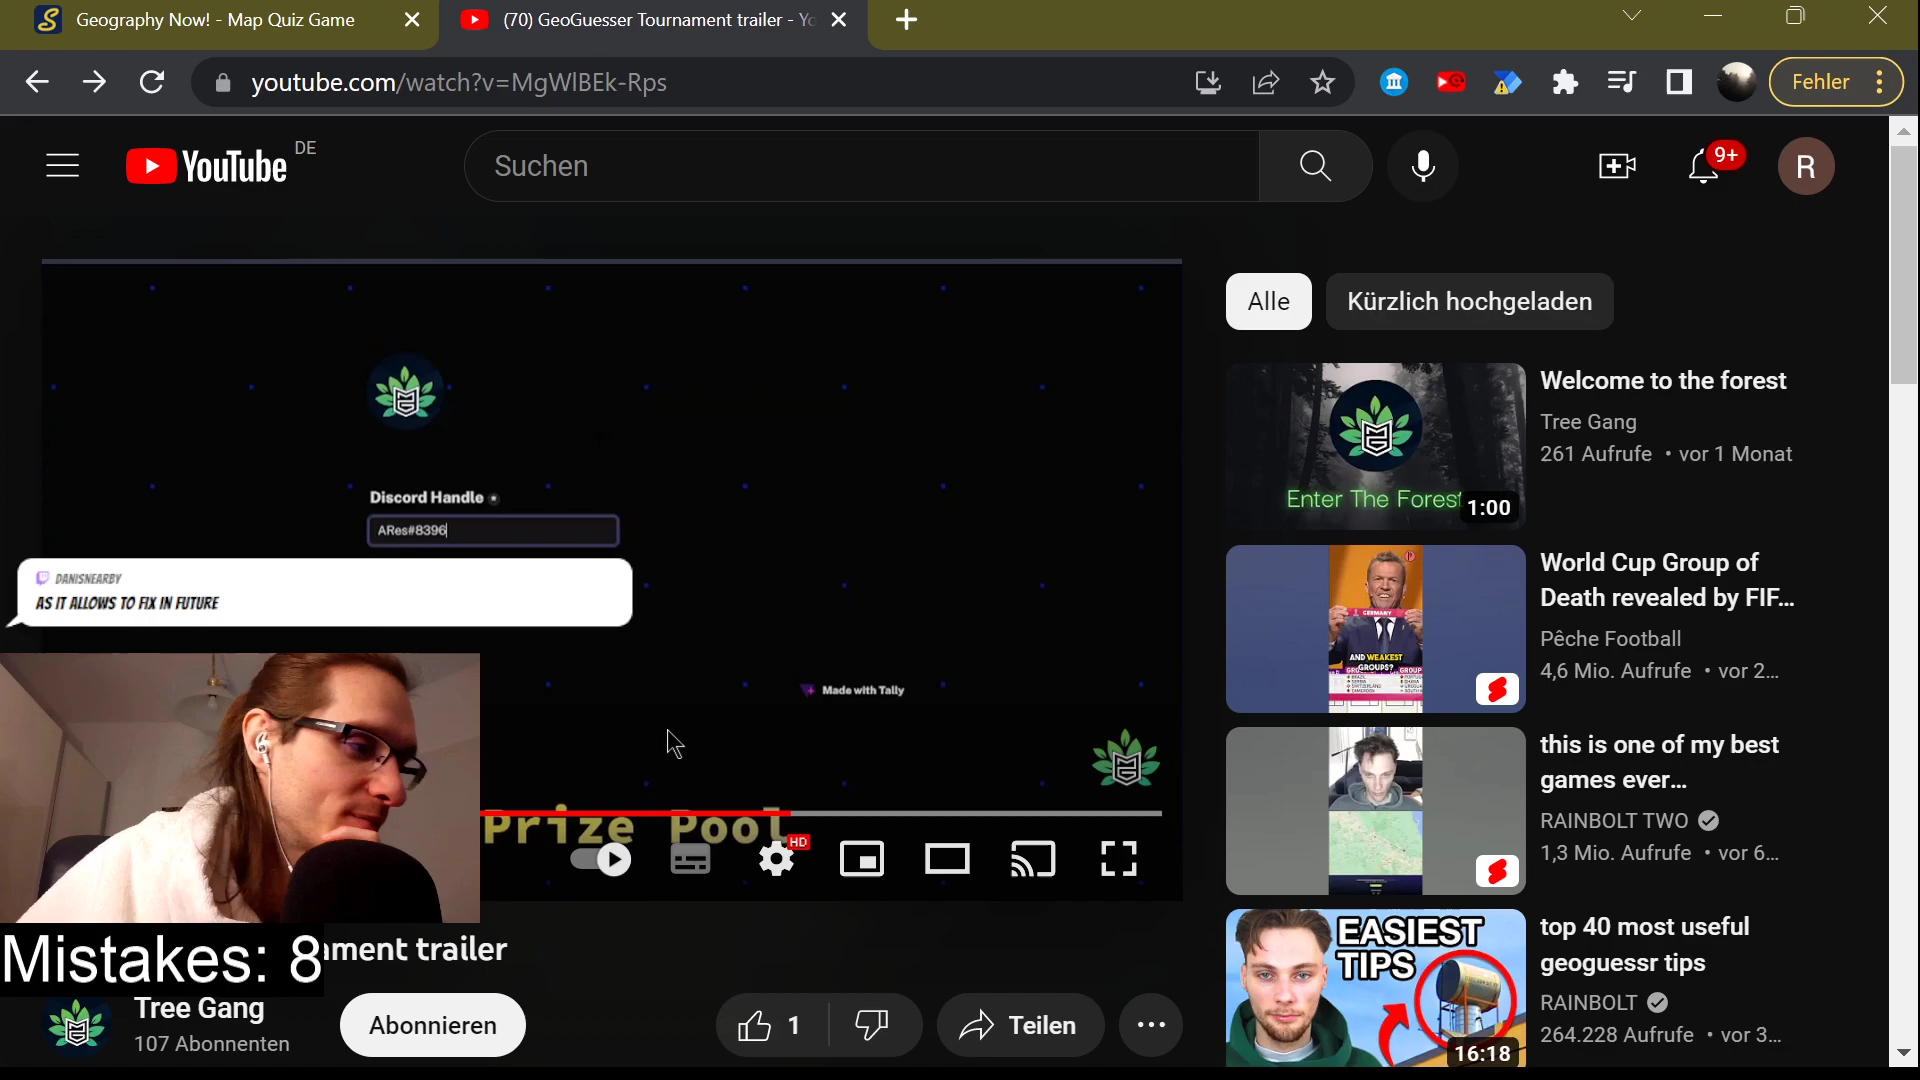 Geography Now! - Map Quiz Game
(70) GeoGuesser Tournament trailer - Yo
youtube.com/watch?v=MgWlBEk-Rps
Fehler
YouTube DE
Suchen
9+
R
Alle
Kürzlich hochgeladen
Discord Handle *
ARes#8396
DANISNEARBY
AS IT ALLOWS TO FIX IN FUTURE
Made with Tally
Prize Pool
HD
Mistakes: 8
ament trailer
Tree Gang
107 Abonnenten
Abonnieren
1
Teilen
Enter The Forest
1:00
Welcome to the forest
Tree Gang
261 Aufrufe • vor 1 Monat
GERMANY
AND WEAKEST
GROUPS?
World Cup Group of
Death revealed by FIF...
Pêche Football
4,6 Mio. Aufrufe • vor 2...
this is one of my best
games ever...
RAINBOLT TWO
1,3 Mio. Aufrufe • vor 6...
EASIEST
TIPS
16:18
top 40 most useful
geoguessr tips
RAINBOLT
264.228 Aufrufe • vor 3...